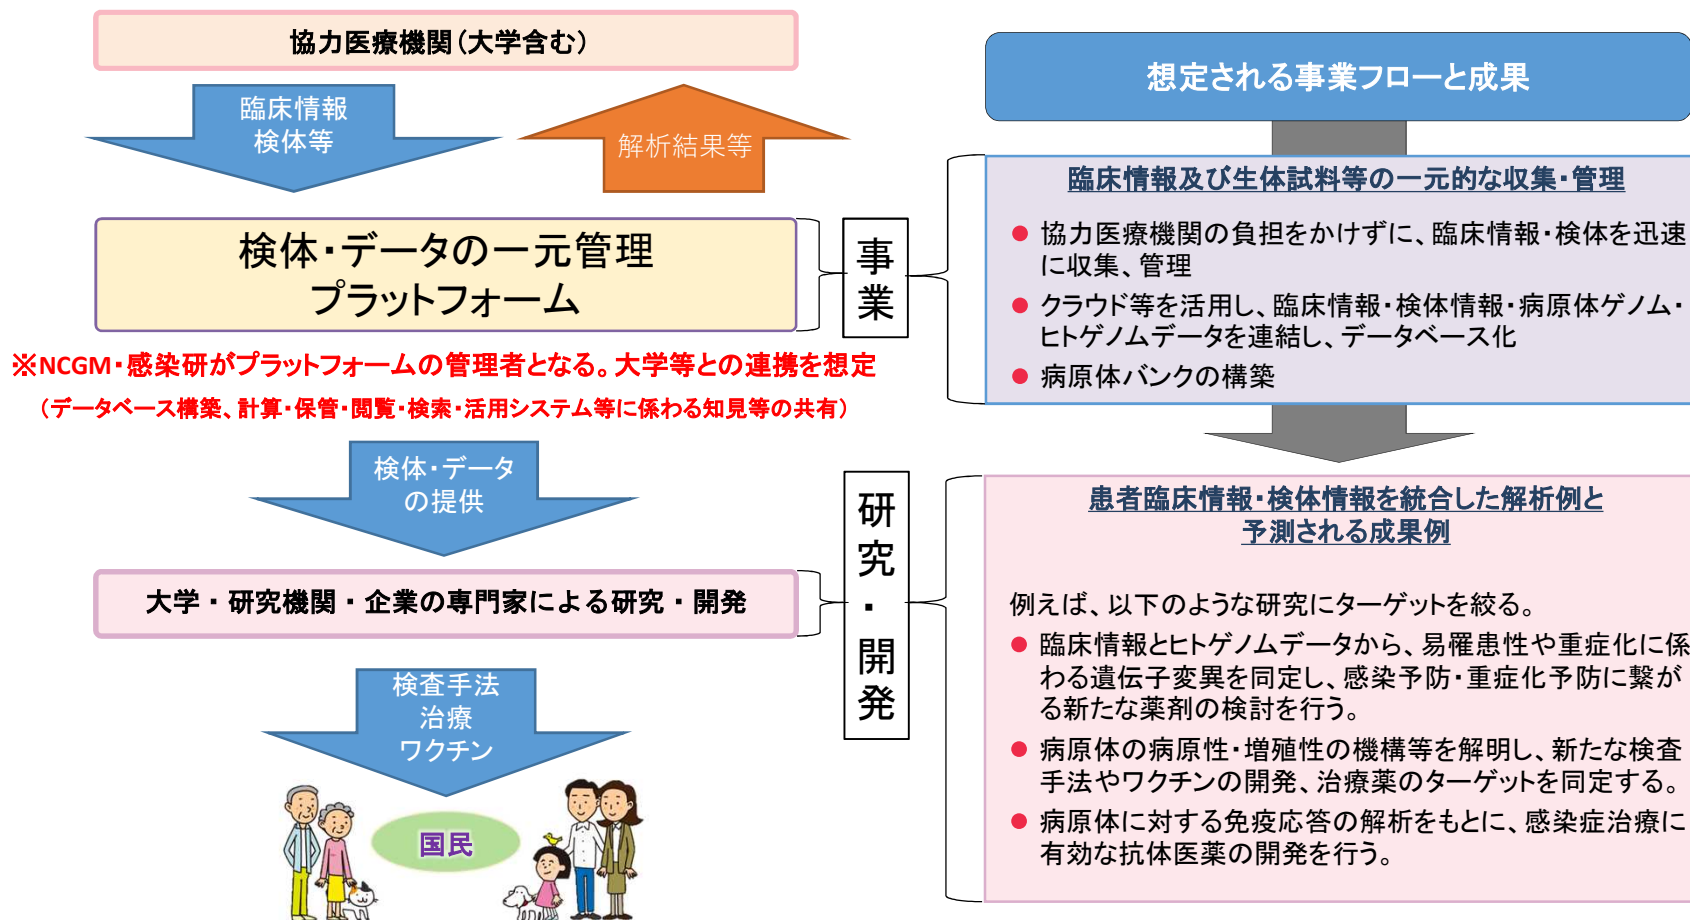 協力医療機関（大学含む）
臨床情報
検体等
解析結果等
検体・データの一元管理
プラットフォーム
事業
※NCGM・感染研がプラットフォームの管理者となる。大学等との連携を想定
（データベース構築、計算・保管・閲覧・検索・活用システム等に係わる知見等の共有）
検体・データ
の提供
大学・研究機関・企業の専門家による研究・開発
研究・開発
検査手法
治療
ワクチン
国民
想定される事業フローと成果
臨床情報及び生体試料等の一元的な収集・管理
● 協力医療機関の負担をかけずに、臨床情報・検体を迅速
に収集、管理
● クラウド等を活用し、臨床情報・検体情報・病原体ゲノム・
ヒトゲノムデータを連結し、データベース化
● 病原体バンクの構築
患者臨床情報・検体情報を統合した解析例と
予測される成果例
例えば、以下のような研究にターゲットを絞る。
● 臨床情報とヒトゲノムデータから、易罹患性や重症化に係
わる遺伝子変異を同定し、感染予防・重症化予防に繋が
る新たな薬剤の検討を行う。
● 病原体の病原性・増殖性の機構等を解明し、新たな検査
手法やワクチンの開発、治療薬のターゲットを同定する。
● 病原体に対する免疫応答の解析をもとに、感染症治療に
有効な抗体医薬の開発を行う。